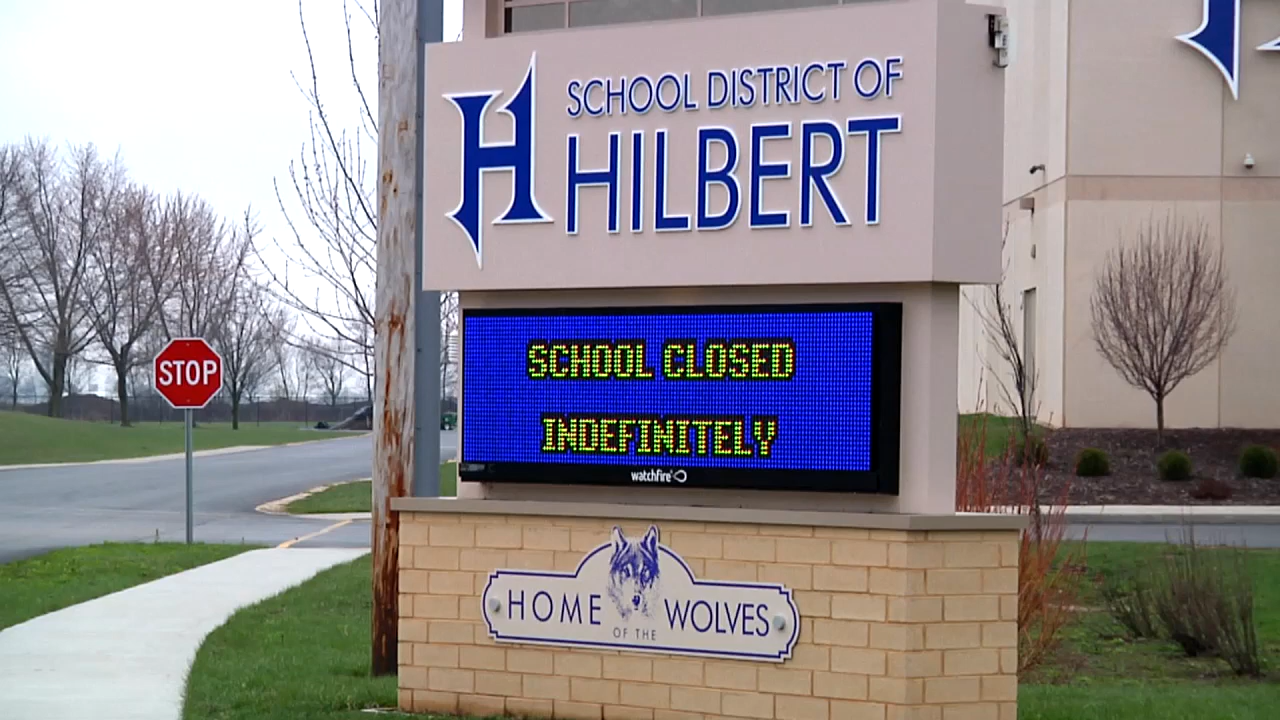 H
SCHOOL DISTRICT OF
HILBERT
STOP
SCHOOL CLOSED
INDEFINITELY
watchfire
HOME OF THE WOLVES